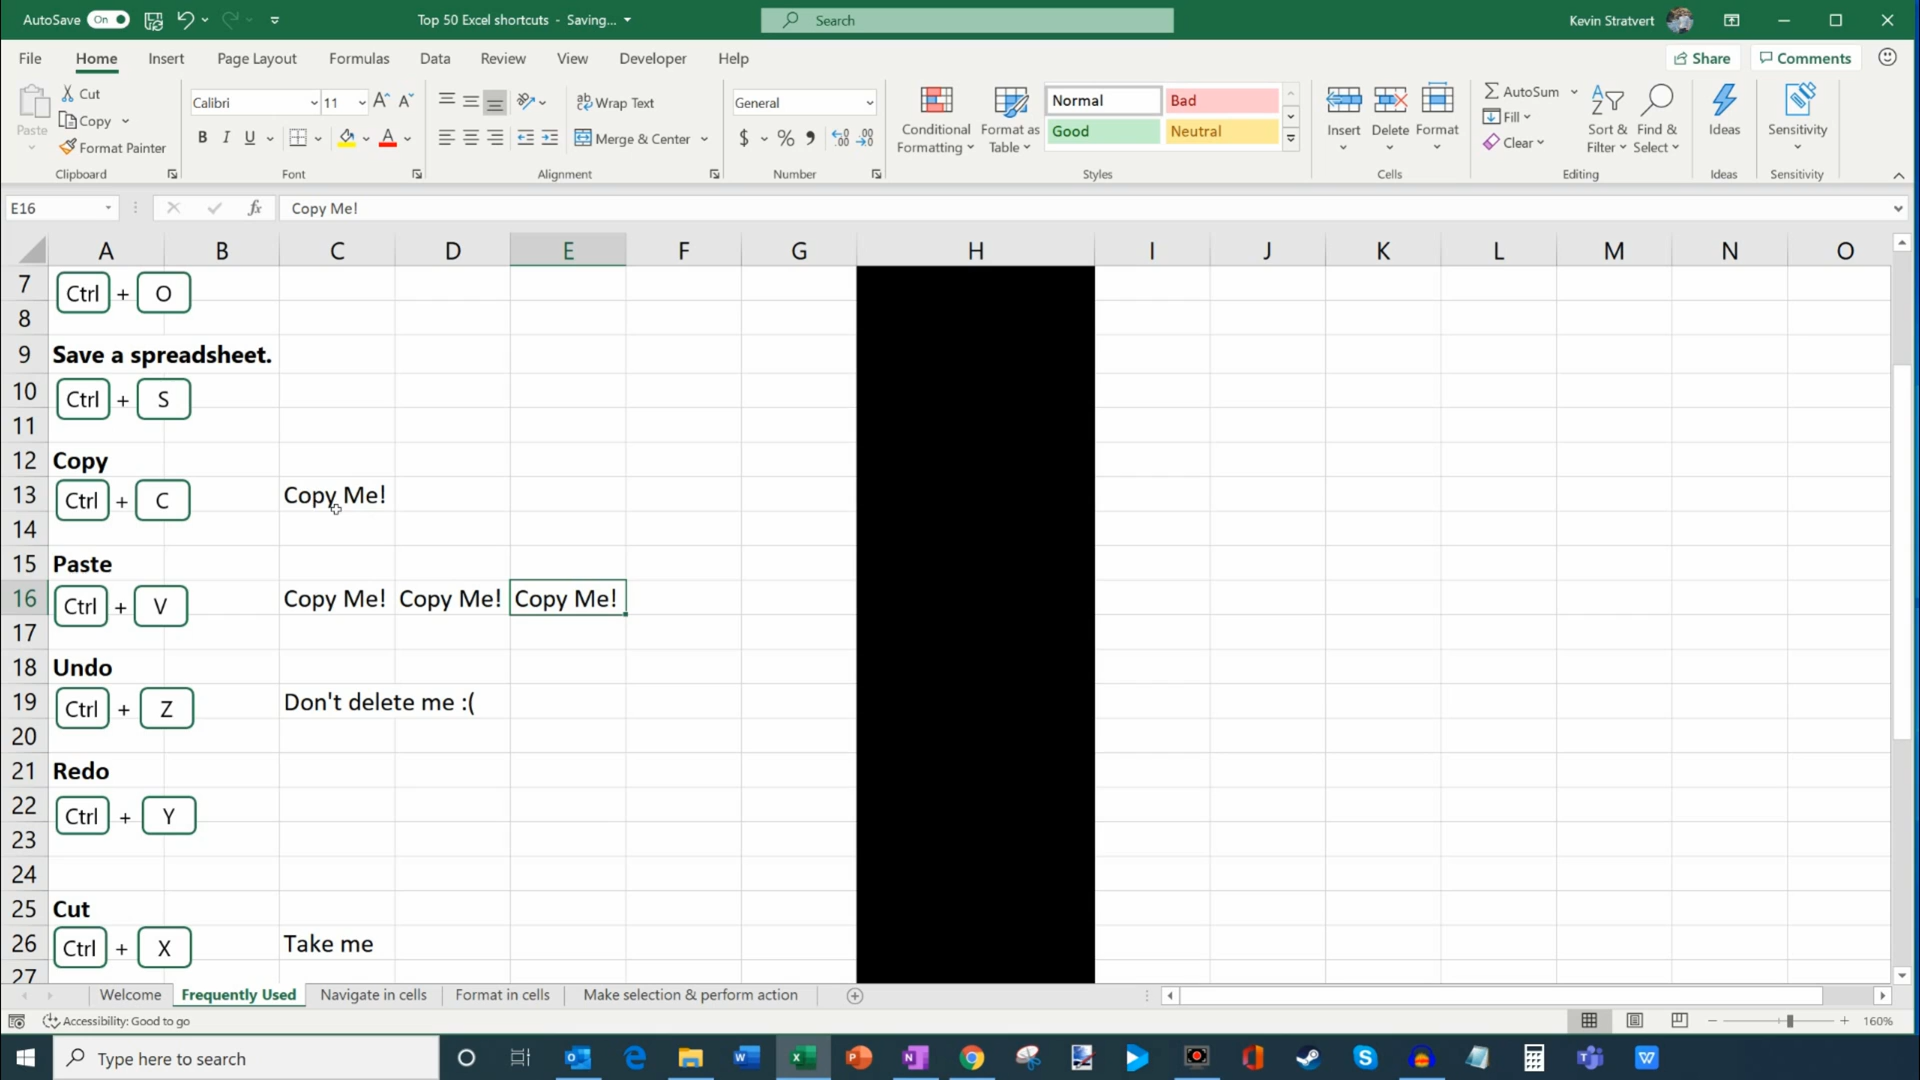 AutoSave On Top 50 Excel shortcuts - Saving... Search Kevin Stratvert
File Home Insert Page Layout Formulas Data Review View Developer Help Share Comments
Paste
Cut
Copy
Format Painter
Clipboard
Calibri 11
B I U A
Font
Wrap Text
Merge & Center
Alignment
General
$ % ,
Number
Conditional Formatting
Format as Table
Normal Bad
Good Neutral
Styles
Insert Delete Format
Cells
AutoSum
Fill
Clear
Sort & Filter
Find & Select
Editing
Ideas
Ideas
Sensitivity
Sensitivity
E16 fx Copy Me!
A B C D E F G H I J K L M N O
7 Ctrl + O
8
9 Save a spreadsheet.
10 Ctrl + S
11
12 Copy
13 Ctrl + C Copy Me!
14
15 Paste
16 Ctrl + V Copy Me! Copy Me! Copy Me!
17
18 Undo
19 Ctrl + Z Don't delete me :(
20
21 Redo
22 Ctrl + Y
23
24
25 Cut
26 Ctrl + X Take me
27
Welcome Frequently Used Navigate in cells Format in cells Make selection & perform action
Accessibility: Good to go 160%
Type here to search